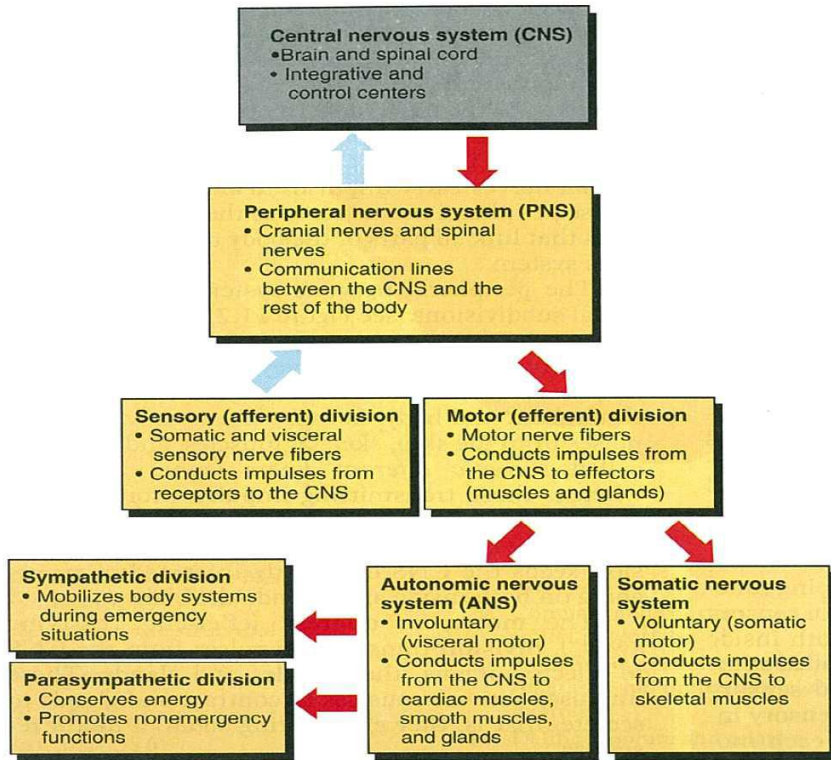 Central nervous system (CNS)
•Brain and spinal cord
• Integrative and
control centers
Peripheral nervous system (PNS)
• Cranial nerves and spinal
nerves
• Communication lines
between the CNS and the
rest of the body
Sensory (afferent) division
• Somatic and visceral
sensory nerve fibers
• Conducts impulses from
receptors to the CNS
Motor (efferent) division
• Motor nerve fibers
• Conducts impulses from
the CNS to effectors
(muscles and glands)
Sympathetic division
• Mobilizes body systems
during emergency
situations
Parasympathetic division
• Conserves energy
• Promotes nonemergency
functions
Autonomic nervous
system (ANS)
• Involuntary
(visceral motor)
• Conducts impulses
from the CNS to
cardiac muscles,
smooth muscles,
and glands
Somatic nervous
system
• Voluntary (somatic
motor)
• Conducts impulses
from the CNS to
skeletal muscles